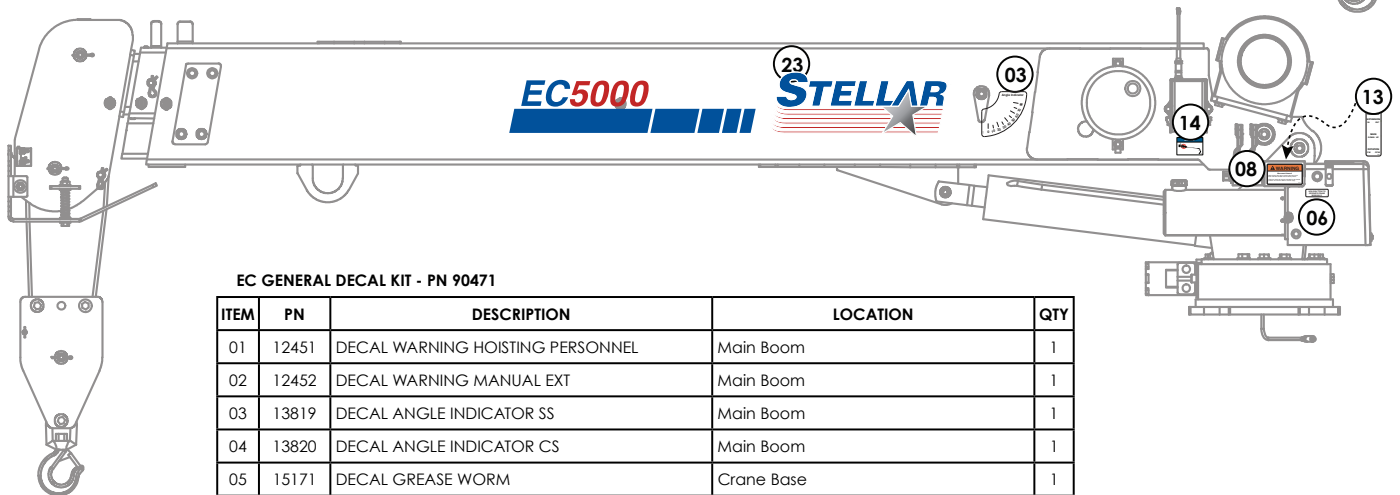 23
03
EC5000
STELLAR
Angle Indicator
14
13
08
WARNING
06
EC GENERAL DECAL KIT - PN 90471
ITEM PN DESCRIPTION LOCATION QTY
01 12451 DECAL WARNING HOISTING PERSONNEL Main Boom 1
02 12452 DECAL WARNING MANUAL EXT Main Boom 1
03 13819 DECAL ANGLE INDICATOR SS Main Boom 1
04 13820 DECAL ANGLE INDICATOR CS Main Boom 1
05 15171 DECAL GREASE WORM Crane Base 1